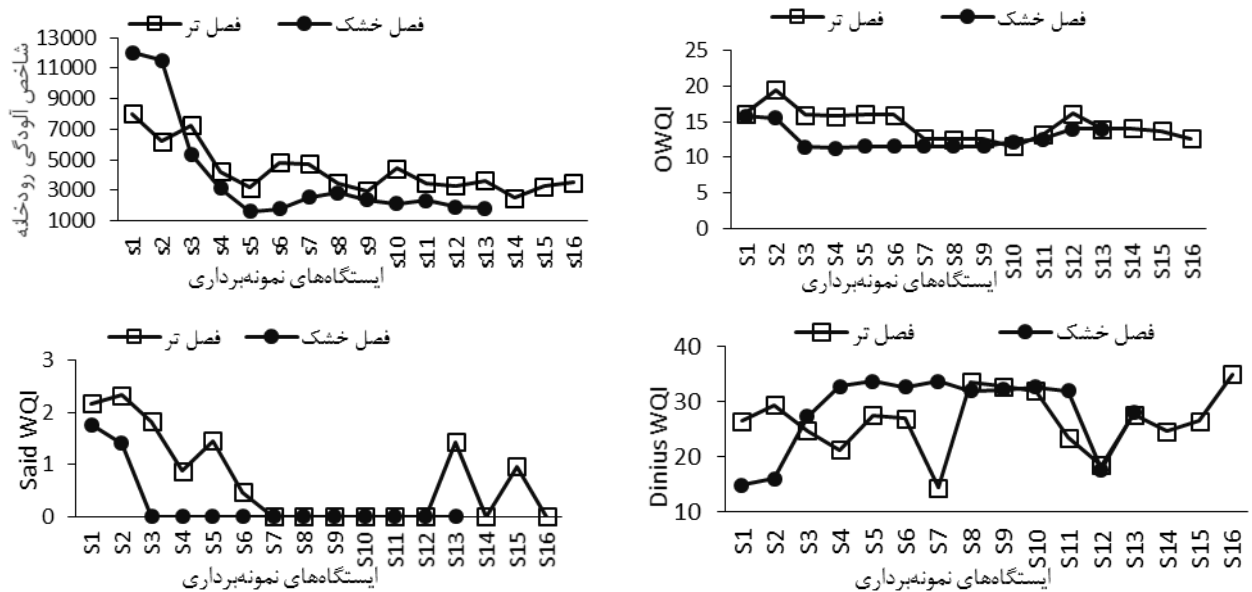 فصل تر
فصل خشک
شاخص آلودگی رودخانه
13000
11000
9000
7000
5000
3000
1000
s1 s2 s3 s4 s5 s6 s7 s8 s9 s10 s11 s12 s13 s14 s15 s16
ایستگاه‌های نمونه‌برداری
فصل تر
فصل خشک
OWQI
25
20
15
10
5
0
S1 S2 S3 S4 S5 S6 S7 S8 S9 S10 S11 S12 S13 S14 S15 S16
ایستگاه‌های نمونه‌برداری
فصل تر
فصل خشک
Said WQI
3
2
1
0
S1 S2 S3 S4 S5 S6 S7 S8 S9 S10 S11 S12 S13 S14 S15 S16
ایستگاه‌های نمونه‌برداری
فصل تر
فصل خشک
Dinius WQI
40
30
20
10
S1 S2 S3 S4 S5 S6 S7 S8 S9 S10 S11 S12 S13 S14 S15 S16
ایستگاه‌های نمونه‌برداری